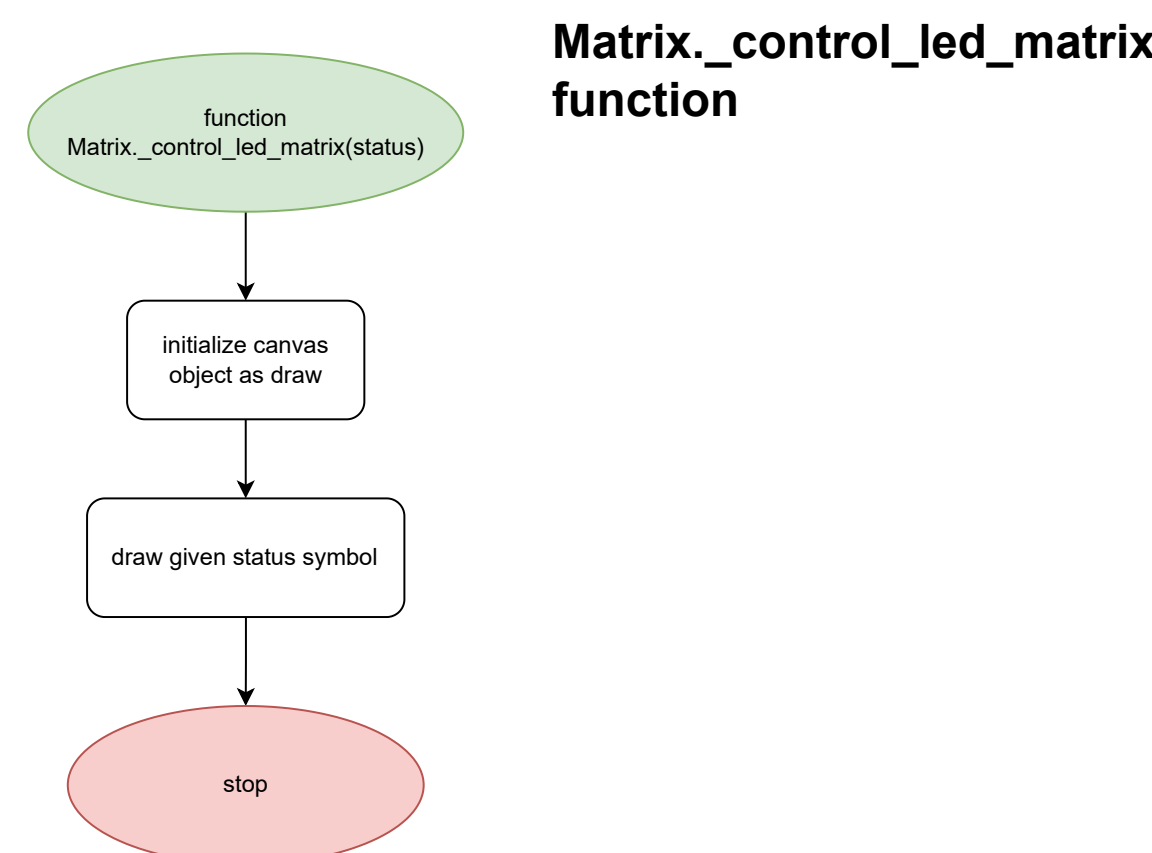 Matrix._control_led_matrix
function
function
Matrix._control_led_matrix(status)
initialize canvas
object as draw
draw given status symbol
stop